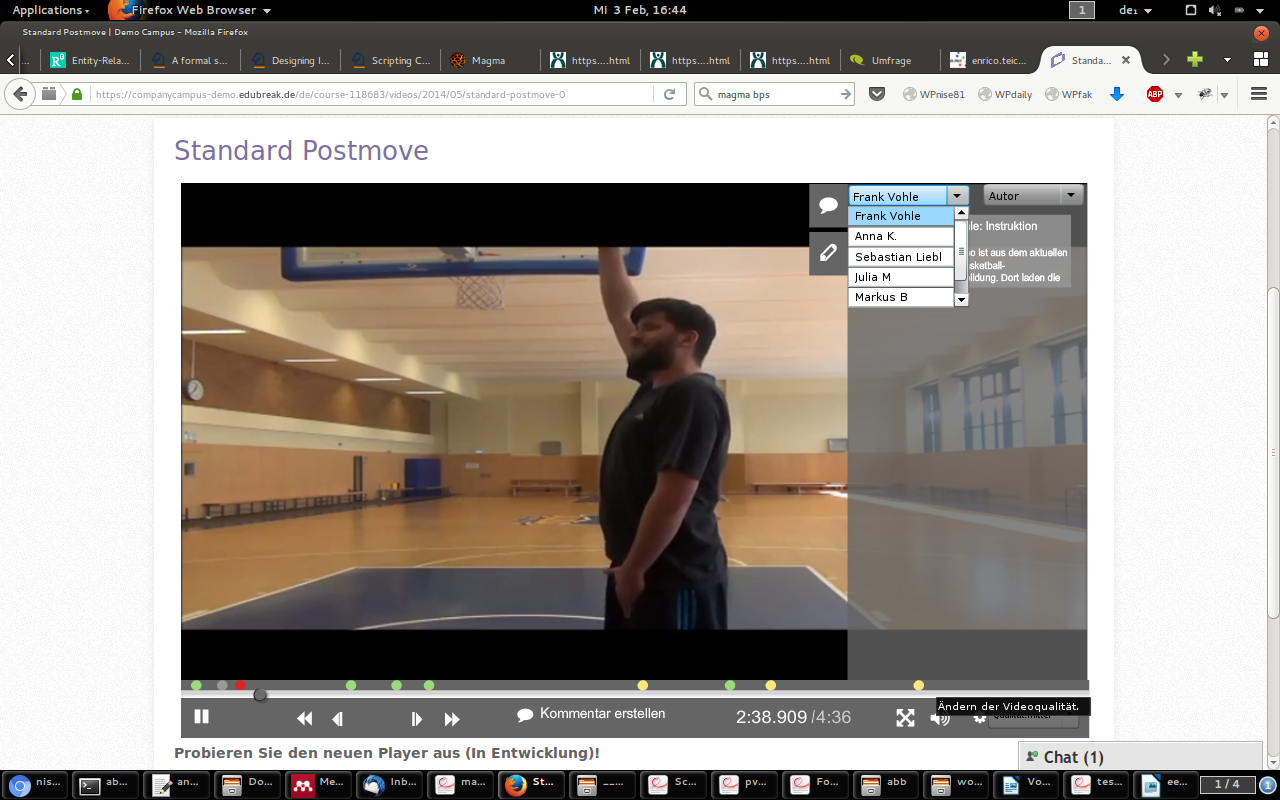 Applications
Firefox Web Browser
Mi 3 Feb, 16:44
1
de₁
Standard Postmove | Demo Campus – Mozilla Firefox
Entity-Rela...
A formal s...
Designing I...
Scripting C...
Magma
https....html
https....html
https....html
Umfrage
enrico.teic...
Standa...
https://companycampus-demo.edubreak.de/de/course-118683/videos/2014/05/standard-postmove-0
magma bps
WPnise81
WPdaily
WPfak
ABP
Standard Postmove
Frank Vohle
Autor
Frank Vohle
Anna K.
Sebastian Liebl
Julia M
Markus B
le: Instruktion
o ist aus dem aktuellen
sketball-
ildung. Dort laden die
Kommentar erstellen
2:38.909 /4:36
Ändern der Videoqualität.
Probieren Sie den neuen Player aus (In Entwicklung)!
Chat (1)
nis...
ab...
an...
Do...
Me...
Inb...
ma...
St...
__...
Sc...
pv...
Fo...
abb
wo...
Vo...
tes...
ee...
1 / 4
1